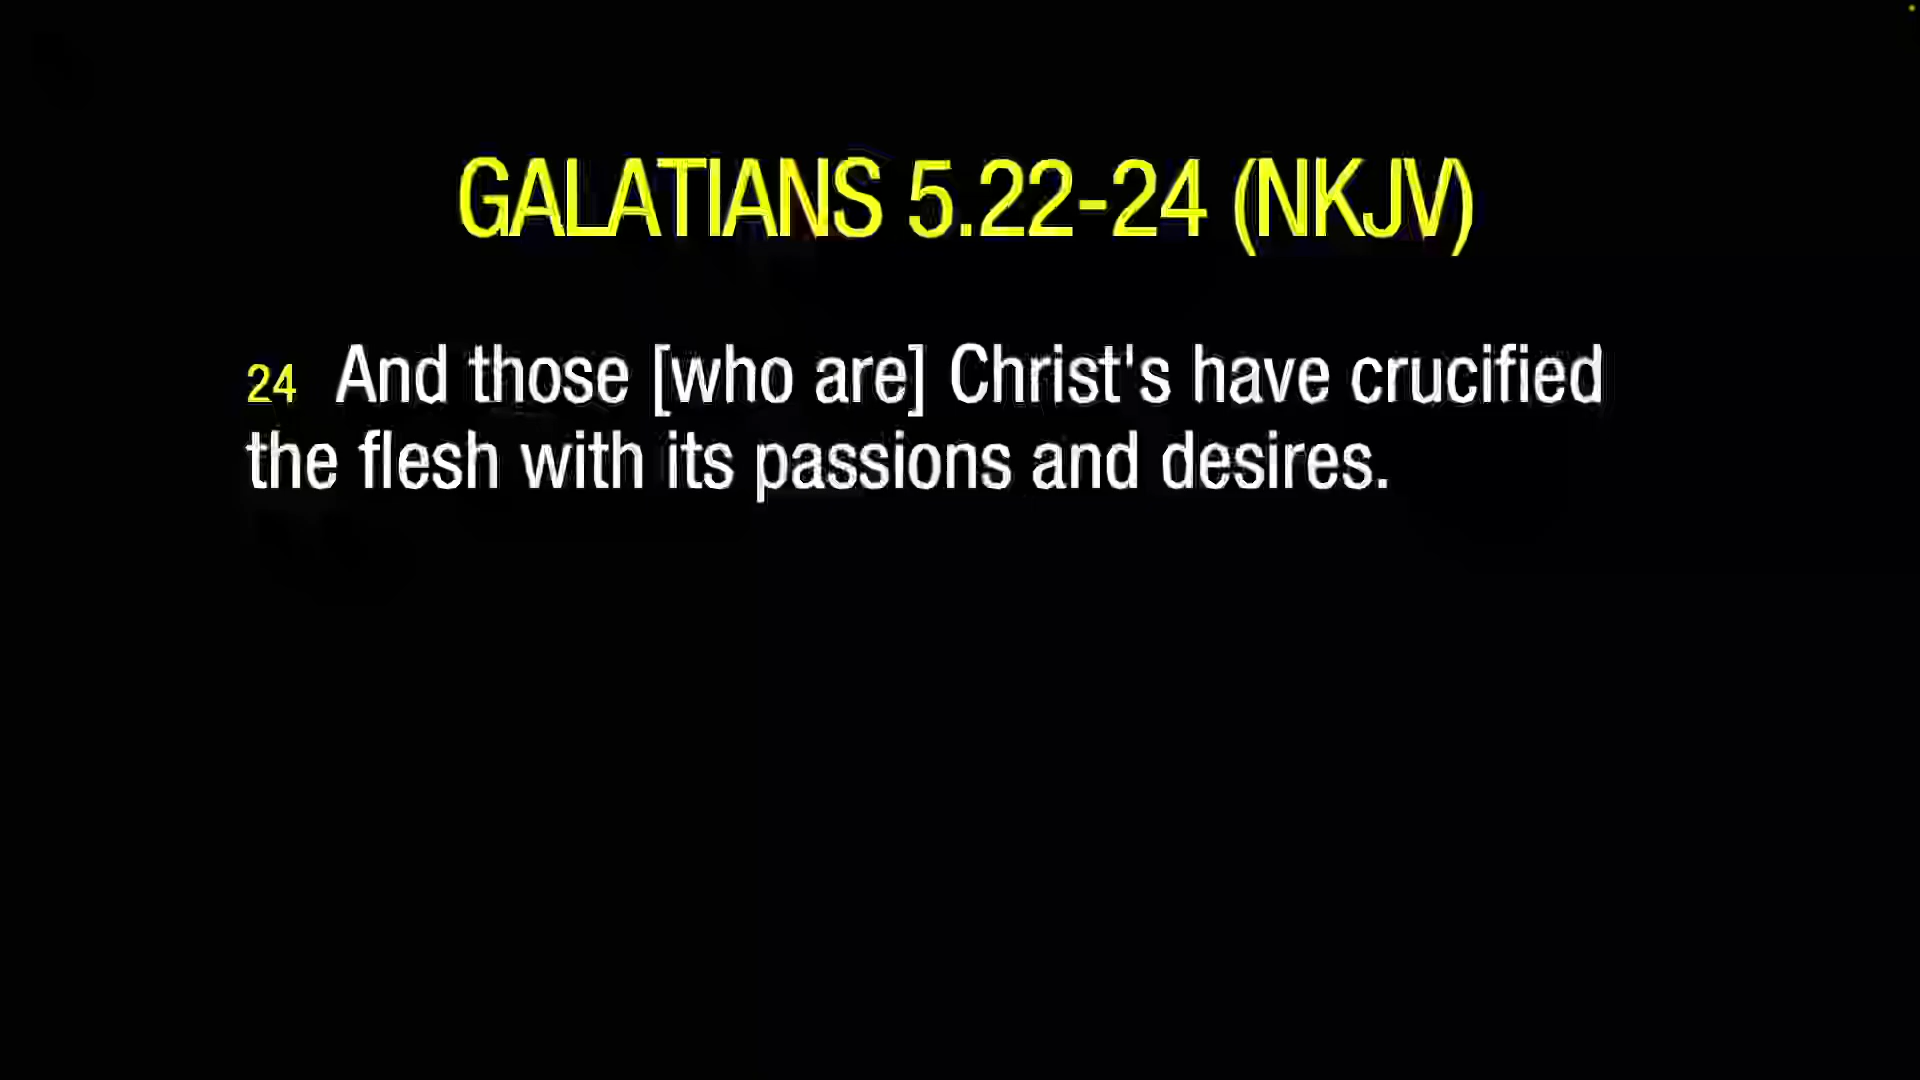 GALATIANS 5.22-24 (NKJV)
24 And those [who are] Christ's have crucified
the flesh with its passions and desires.